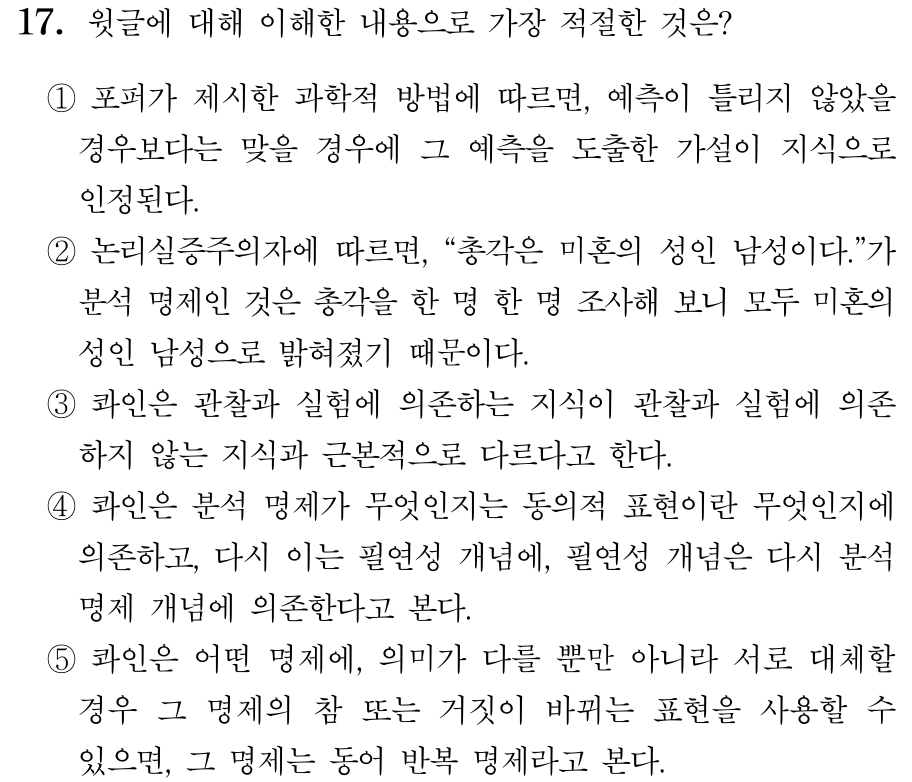 17. 윗글에 대해 이해한 내용으로 가장 적절한 것은?
① 포퍼가 제시한 과학적 방법에 따르면, 예측이 틀리지 않았을
경우보다는 맞을 경우에 그 예측을 도출한 가설이 지식으로
인정된다.
② 논리실증주의자에 따르면, “총각은 미혼의 성인 남성이다.”가
분석 명제인 것은 총각을 한 명 한 명 조사해 보니 모두 미혼의
성인 남성으로 밝혀졌기 때문이다.
③ 콰인은 관찰과 실험에 의존하는 지식이 관찰과 실험에 의존
하지 않는 지식과 근본적으로 다르다고 한다.
④ 콰인은 분석 명제가 무엇인지는 동의적 표현이란 무엇인지에
의존하고, 다시 이는 필연성 개념에, 필연성 개념은 다시 분석
명제 개념에 의존한다고 본다.
⑤ 콰인은 어떤 명제에, 의미가 다를 뿐만 아니라 서로 대체할
경우 그 명제의 참 또는 거짓이 바뀌는 표현을 사용할 수
있으면, 그 명제는 동어 반복 명제라고 본다.